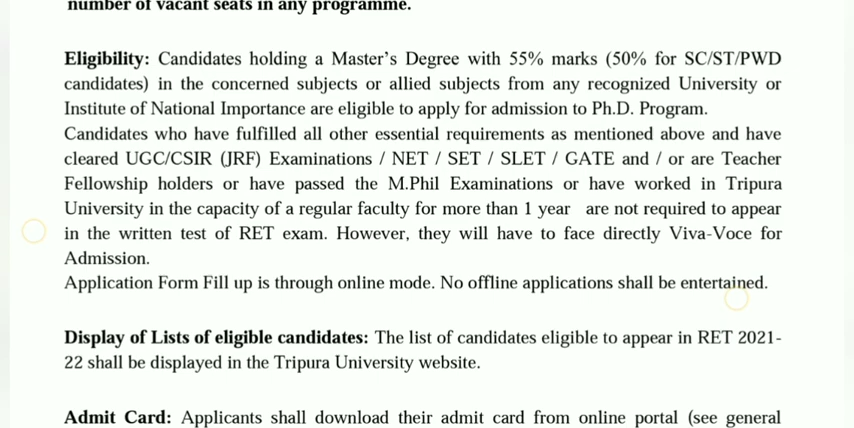 number of vacant seats in any programme.
Eligibility: Candidates holding a Master's Degree with 55% marks (50% for SC/ST/PWD
candidates) in the concerned subjects or allied subjects from any recognized University or
Institute of National Importance are eligible to apply for admission to Ph.D. Program.
Candidates who have fulfilled all other essential requirements as mentioned above and have
cleared UGC/CSIR (JRF) Examinations / NET / SET / SLET / GATE and / or are Teacher
Fellowship holders or have passed the M.Phil Examinations or have worked in Tripura
University in the capacity of a regular faculty for more than 1 year are not required to appear
in the written test of RET exam. However, they will have to face directly Viva-Voce for
Admission.
Application Form Fill up is through online mode. No offline applications shall be entertained.
Display of Lists of eligible candidates: The list of candidates eligible to appear in RET 2021-
22 shall be displayed in the Tripura University website.
Admit Card: Applicants shall download their admit card from online portal (see general